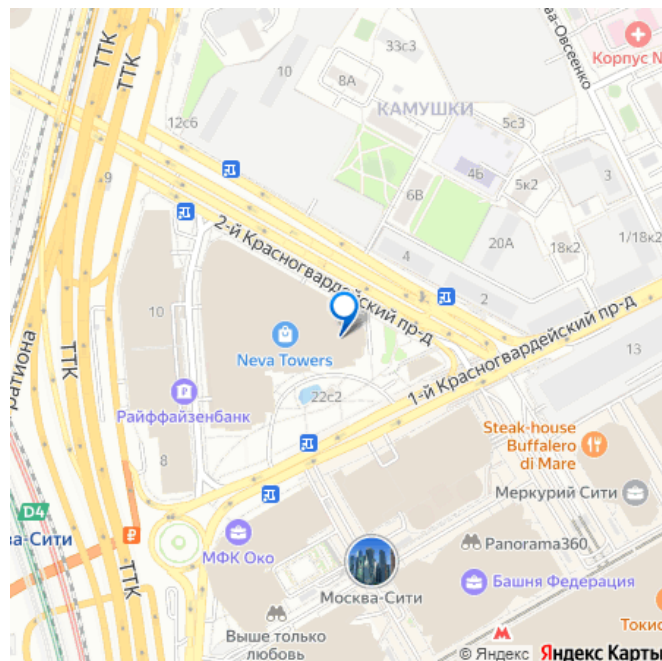 ТТК
ТТК
33с3
10
8А
Корпус №
ва-Овсеенко
КАМУШКИ
12с6
5с3
9
4Б
3
6В
5к2
2-й Красногвардейский пр-д
20А
18к2
1/18к2
4
2
10
Neva Towers
1-й Красногвардейский пр-д
13
ТТК
ратиона
Райффайзенбанк
22с2
Steak-house
Buffalero
di Mare
8
Меркурий Сити
D4
ва-Сити
₽
МФК Око
Panorama360
Башня Федерация
ТТК
Москва-Сити
Токио
Выше только
любовь
© Яндекс Яндекс Карты